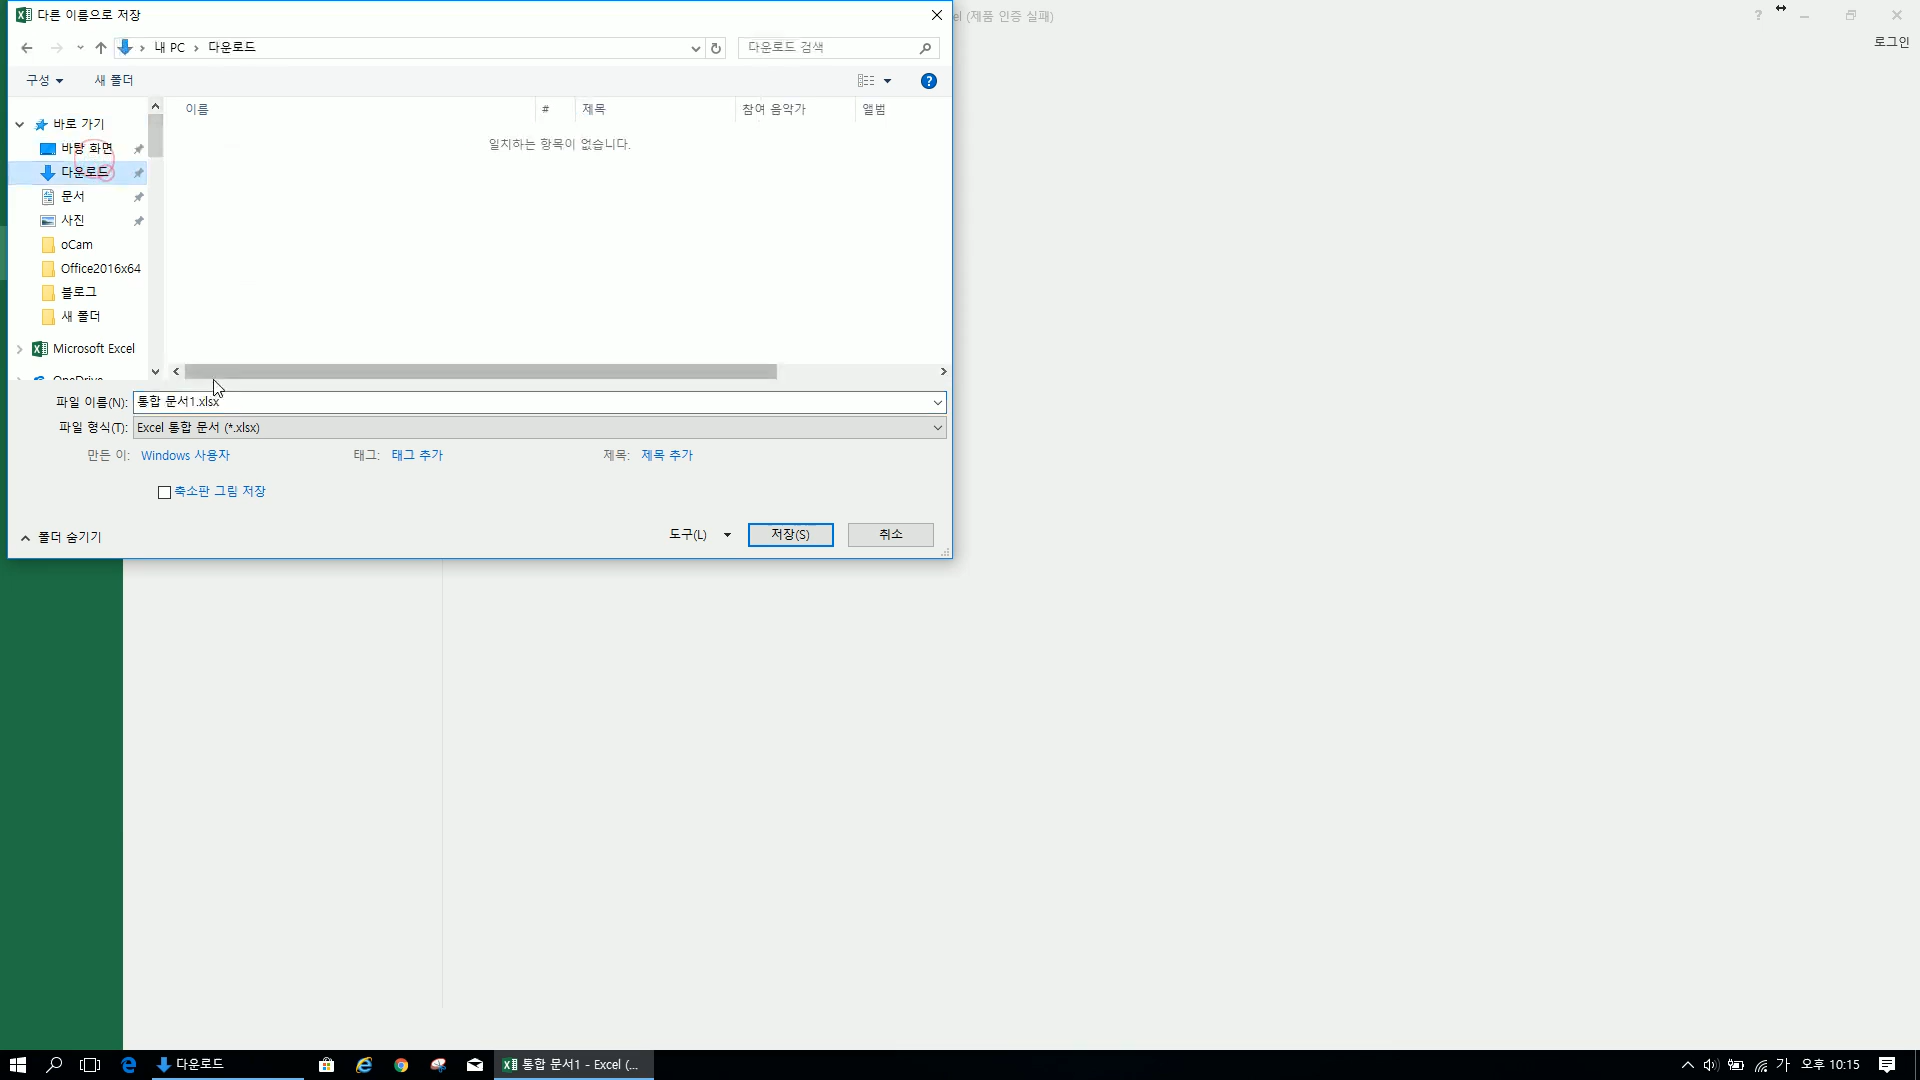 다른 이름으로 저장
el (제품 인증 실패)
?
로그인
내 PC > 다운로드
다운로드 검색
구성
새 폴더
이름
#
제목
참여 음악가
앨범
일치하는 항목이 없습니다.
바로 가기
바탕 화면
다운로드
문서
사진
oCam
Office2016x64
블로그
새 폴더
Microsoft Excel
OneDrive
파일 이름(N): 통합 문서1.xlsx
파일 형식(T): Excel 통합 문서 (*.xlsx)
만든 이: Windows 사용자
태그: 태그 추가
제목: 제목 추가
축소판 그림 저장
폴더 숨기기
도구(L)
저장(S)
취소
다운로드
통합 문서1 - Excel (...
가
오후 10:15